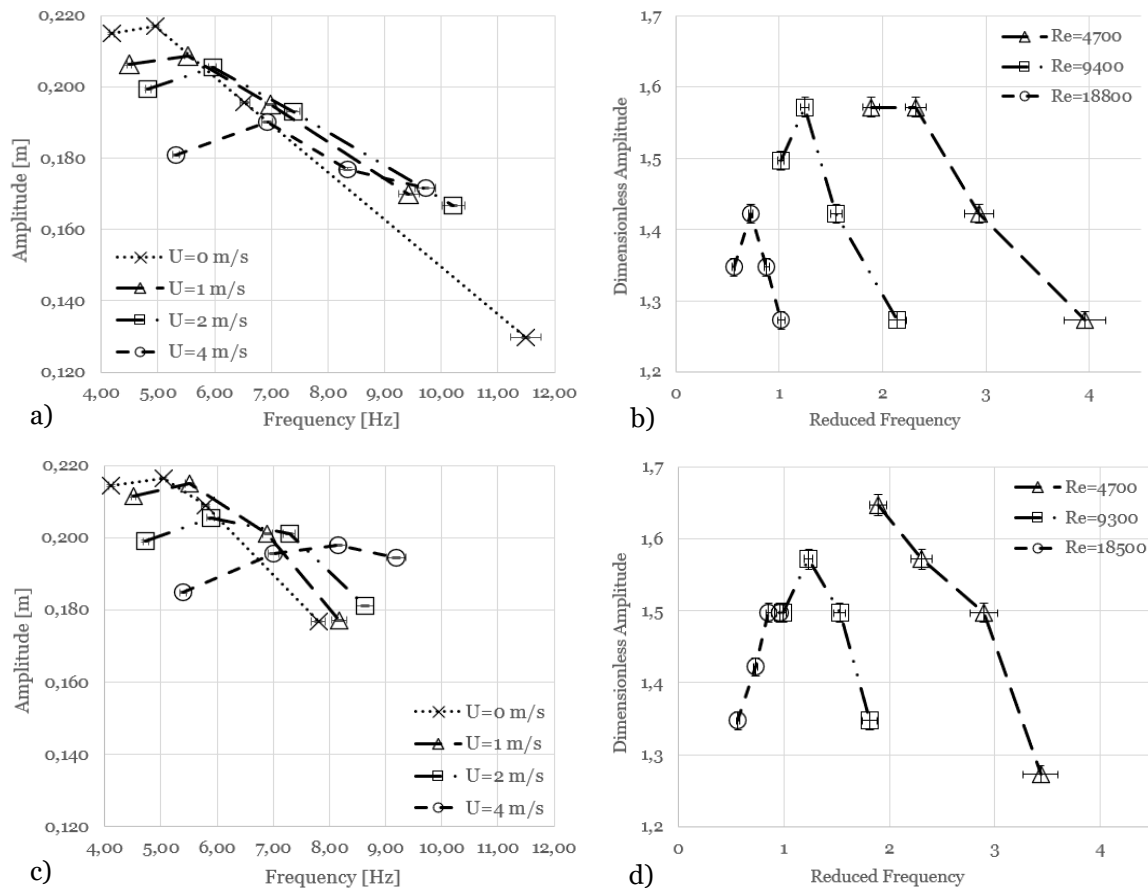 0,220
0,200
0,180
0,160
0,140
0,120
Amplitude [m]
U=0 m/s
U=1 m/s
U=2 m/s
U=4 m/s
4,00 5,00 6,00 7,00 8,00 9,00 10,00 11,00 12,00
Frequency [Hz]
a)
1,7
1,6
1,5
1,4
1,3
1,2
Dimensionless Amplitude
Re=4700
Re=9400
Re=18800
0 1 2 3 4
Reduced Frequency
b)
0,220
0,200
0,180
0,160
0,140
0,120
Amplitude [m]
U=0 m/s
U=1 m/s
U=2 m/s
U=4 m/s
4,00 5,00 6,00 7,00 8,00 9,00 10,00 11,00 12,00
Frequency [Hz]
c)
1,7
1,6
1,5
1,4
1,3
1,2
Dimensionless Amplitude
Re=4700
Re=9300
Re=18500
0 1 2 3 4
Reduced Frequency
d)